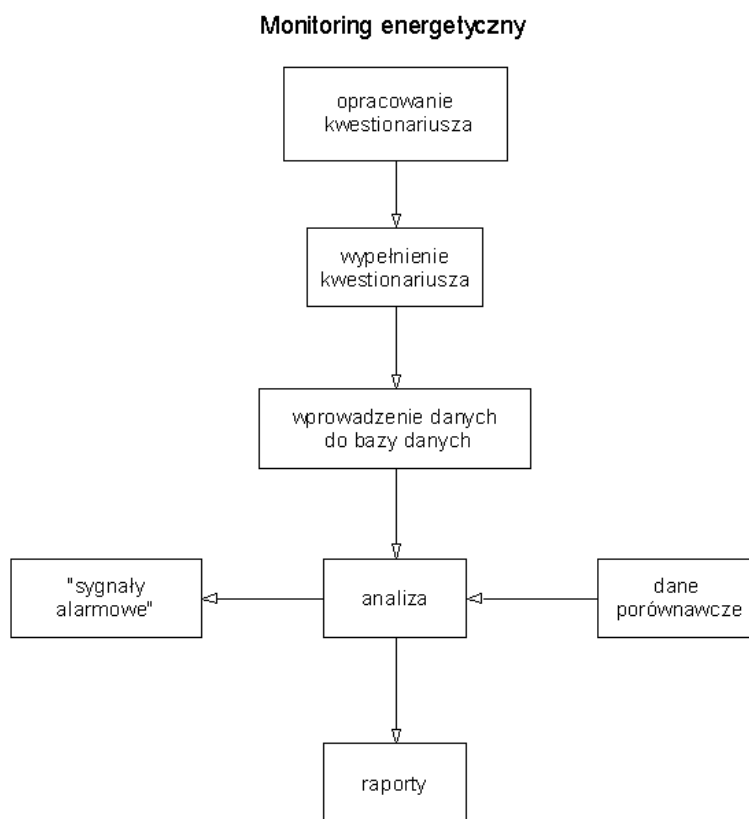 Monitoring energetyczny
opracowanie
kwestionariusza
wypełnienie
kwestionariusza
wprowadzenie danych
do bazy danych
"sygnały
alarmowe"
analiza
dane
porównawcze
raporty